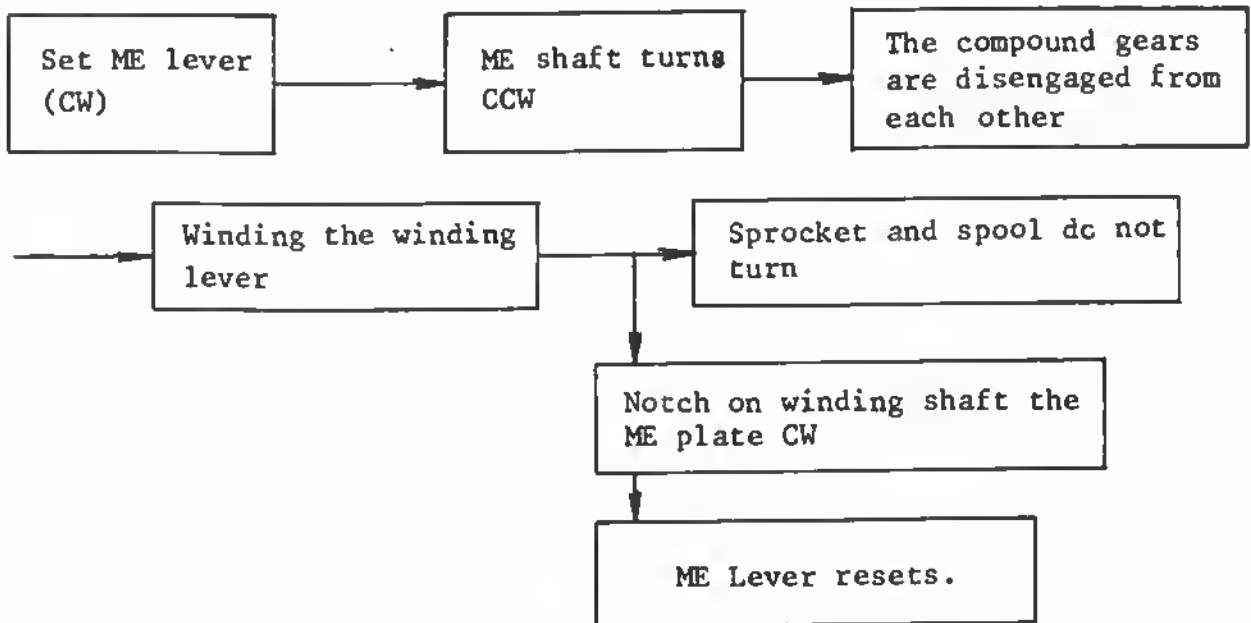 Set ME lever
(CW)
ME shaft turns
CCW
The compound gears
are disengaged from
each other
Winding the winding
lever
Sprocket and spool dc not
turn
Notch on winding shaft the
ME plate CW
ME Lever resets.